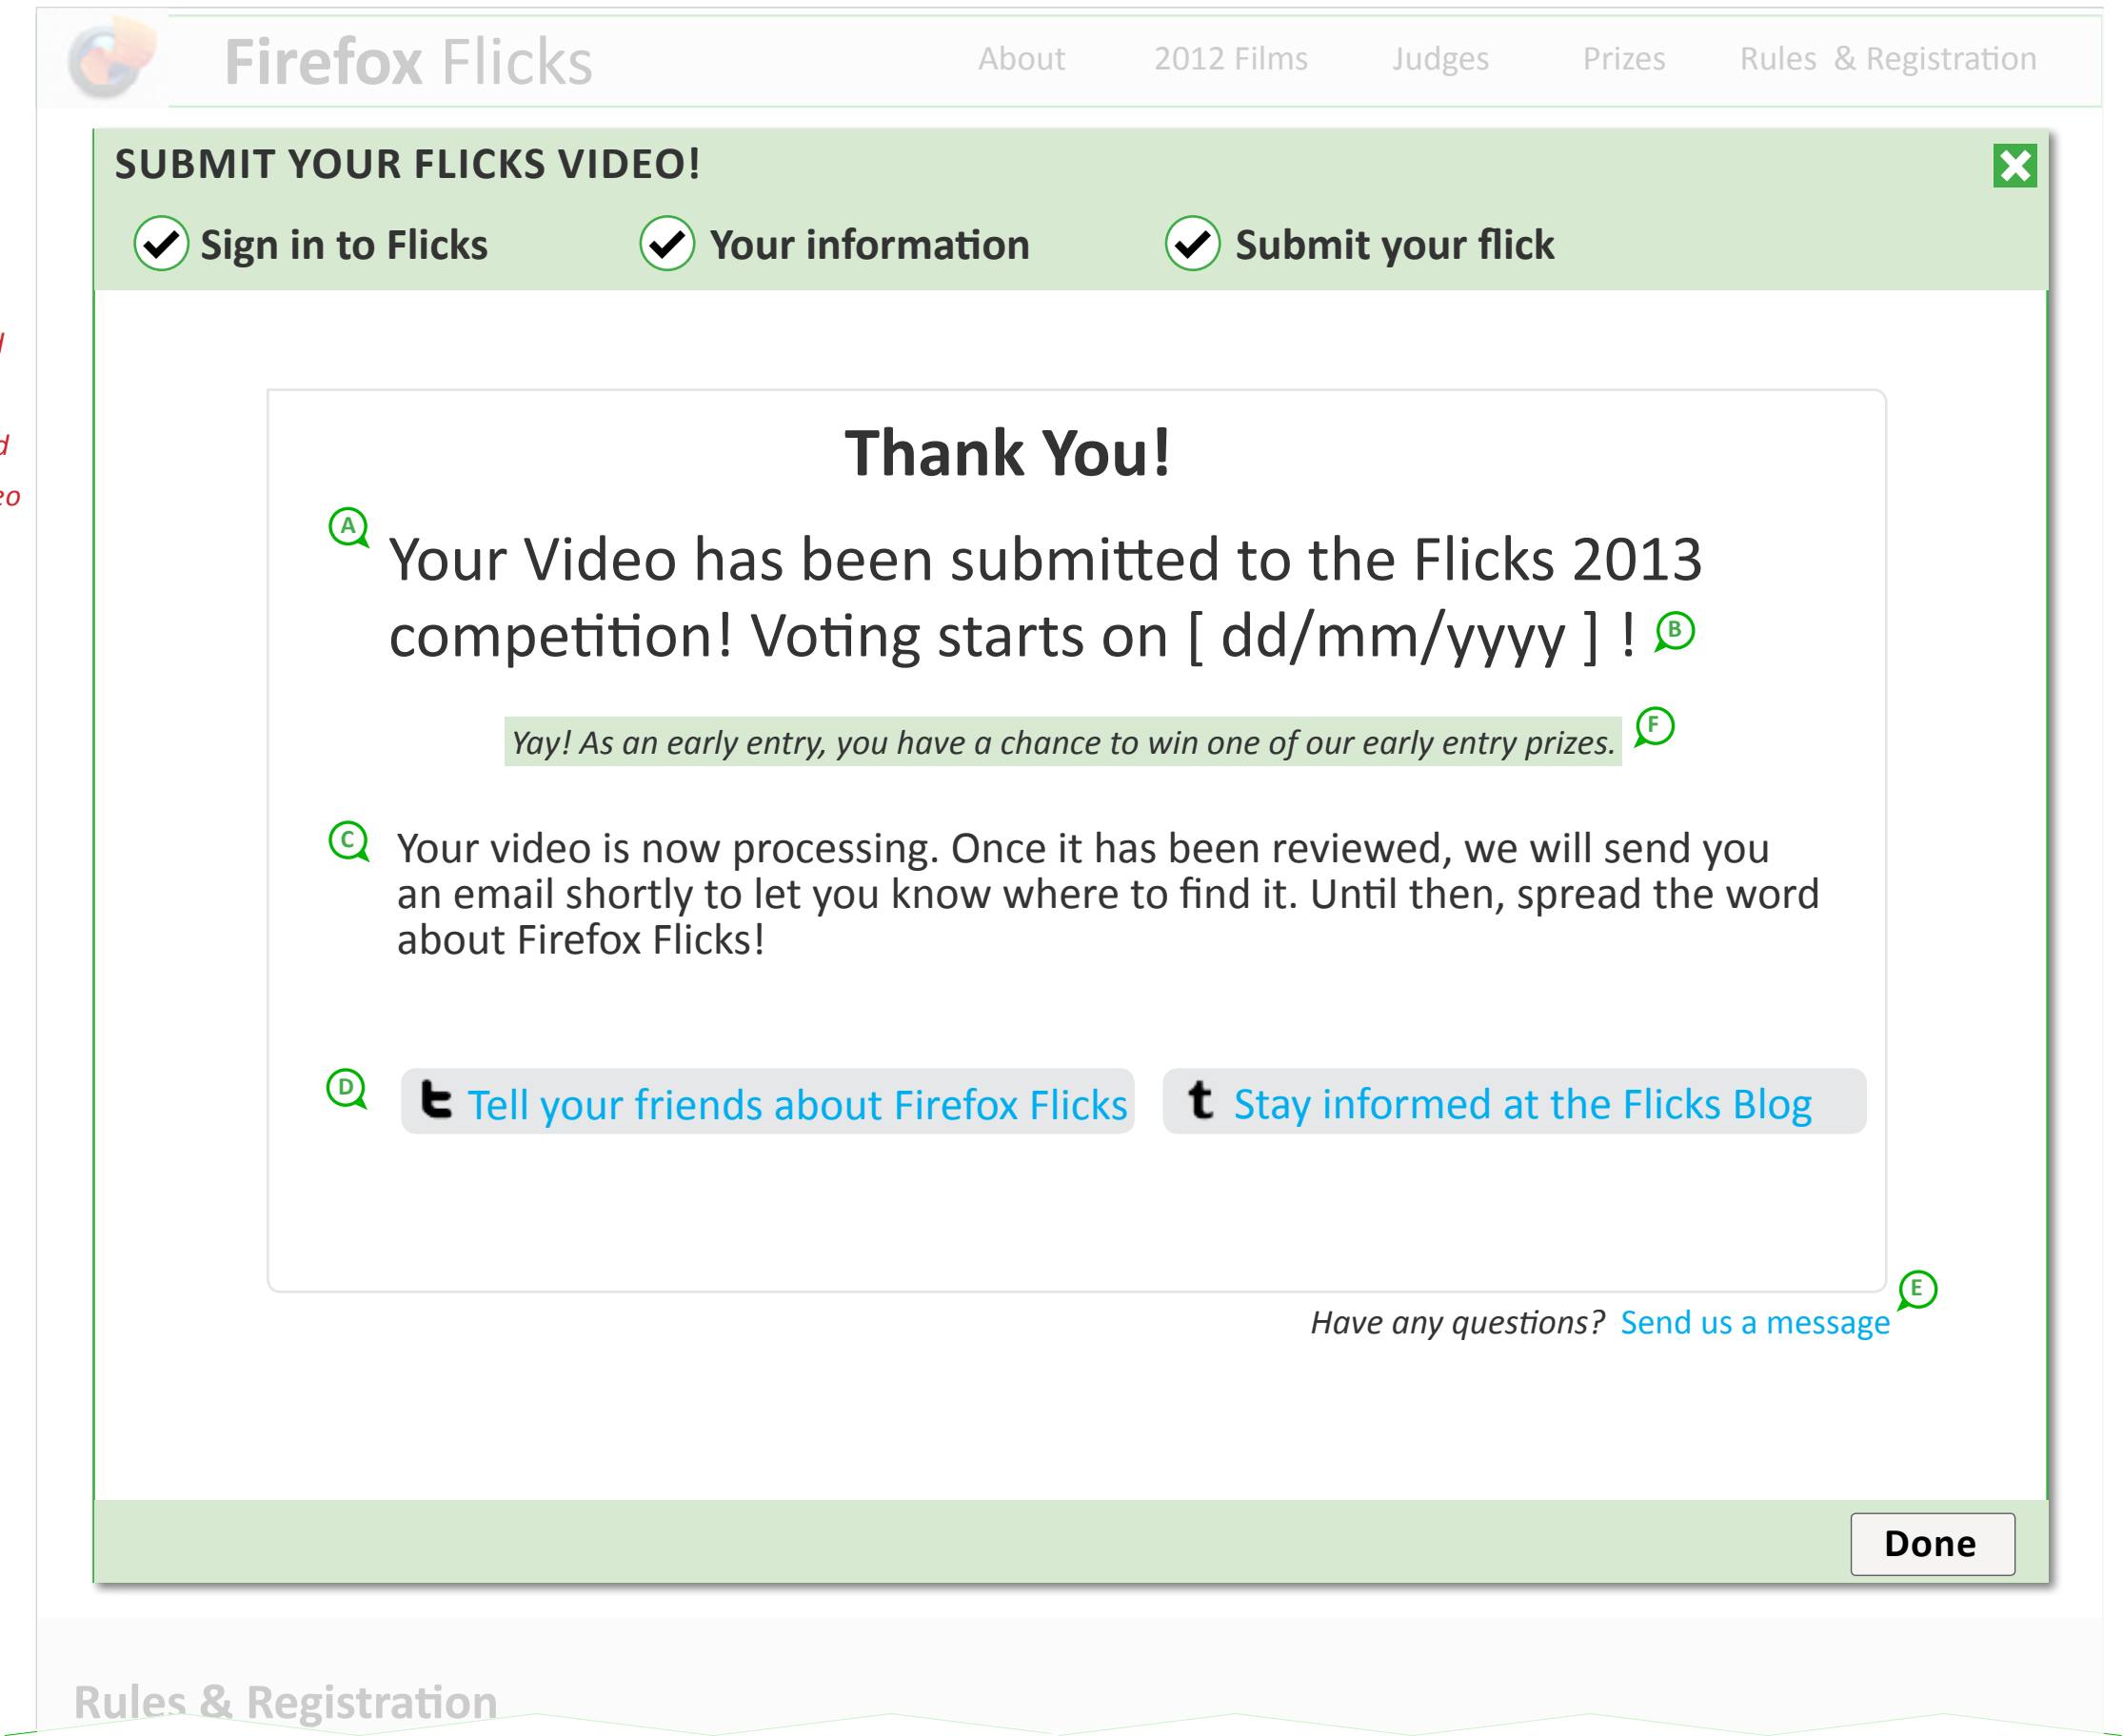 Firefox Flicks
About 2012 Films Judges Prizes Rules & Registration
SUBMIT YOUR FLICKS VIDEO!
Sign in to Flicks Your information Submit your flick
Thank You!
A
Your Video has been submitted to the Flicks 2013
competition! Voting starts on [ dd/mm/yyyy ] ! B
Yay! As an early entry, you have a chance to win one of our early entry prizes. F
C
Your video is now processing. Once it has been reviewed, we will send you
an email shortly to let you know where to find it. Until then, spread the word
about Firefox Flicks!
D
t Tell your friends about Firefox Flicks t Stay informed at the Flicks Blog
E
Have any questions? Send us a message
Done
Rules & Registration